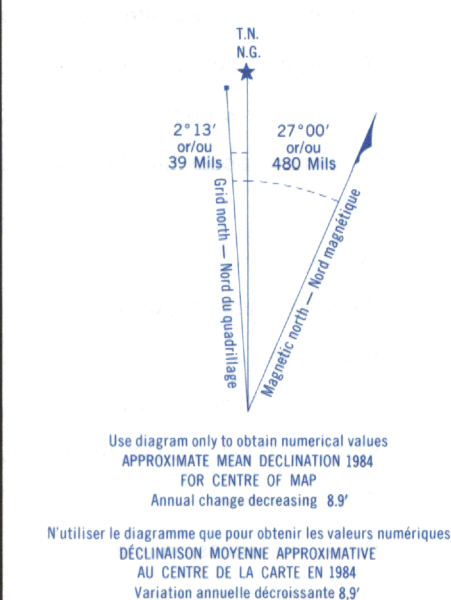 T.N.
N.G.
2°13'
or/ou
39 Mils
27°00'
or/ou
480 Mils
Grid north — Nord du quadrillage
Magnetic north — Nord magnétique
Use diagram only to obtain numerical values
APPROXIMATE MEAN DECLINATION 1984
FOR CENTRE OF MAP
Annual change decreasing 8.9'
N'utiliser le diagramme que pour obtenir les valeurs numériques
DÉCLINAISON MOYENNE APPROXIMATIVE
AU CENTRE DE LA CARTE EN 1984
Variation annuelle décroissante 8,9'